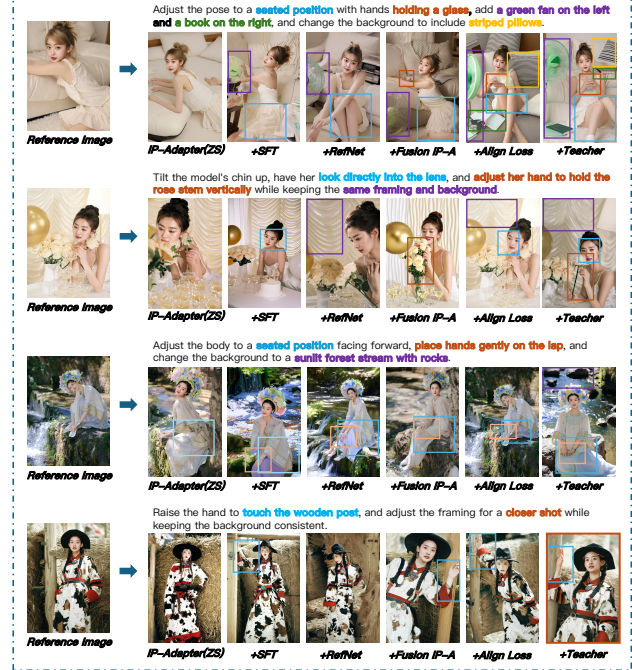 Adjust the pose to a seated position with hands holding a glass, add a green fan on the left
and a book on the right, and change the background to include striped pillows.
Reference Image
IP-Adapter(ZS) +SFT +RefNet +Fusion IP-A +Align Loss +Teacher
Tilt the model's chin up, have her look directly into the lens, and adjust her hand to hold the
rose stem vertically while keeping the same framing and background.
Reference Image
IP-Adapter(ZS) +SFT +RefNet +Fusion IP-A +Align Loss +Teacher
Adjust the body to a seated position facing forward, place hands gently on the lap, and
change the background to a sunlit forest stream with rocks.
Reference Image
IP-Adapter(ZS) +SFT +RefNet +Fusion IP-A +Align Loss +Teacher
Raise the hand to touch the wooden post, and adjust the framing for a closer shot while
keeping the background consistent.
Reference Image
IP-Adapter(ZS) +SFT +RefNet +Fusion IP-A +Align Loss +Teacher